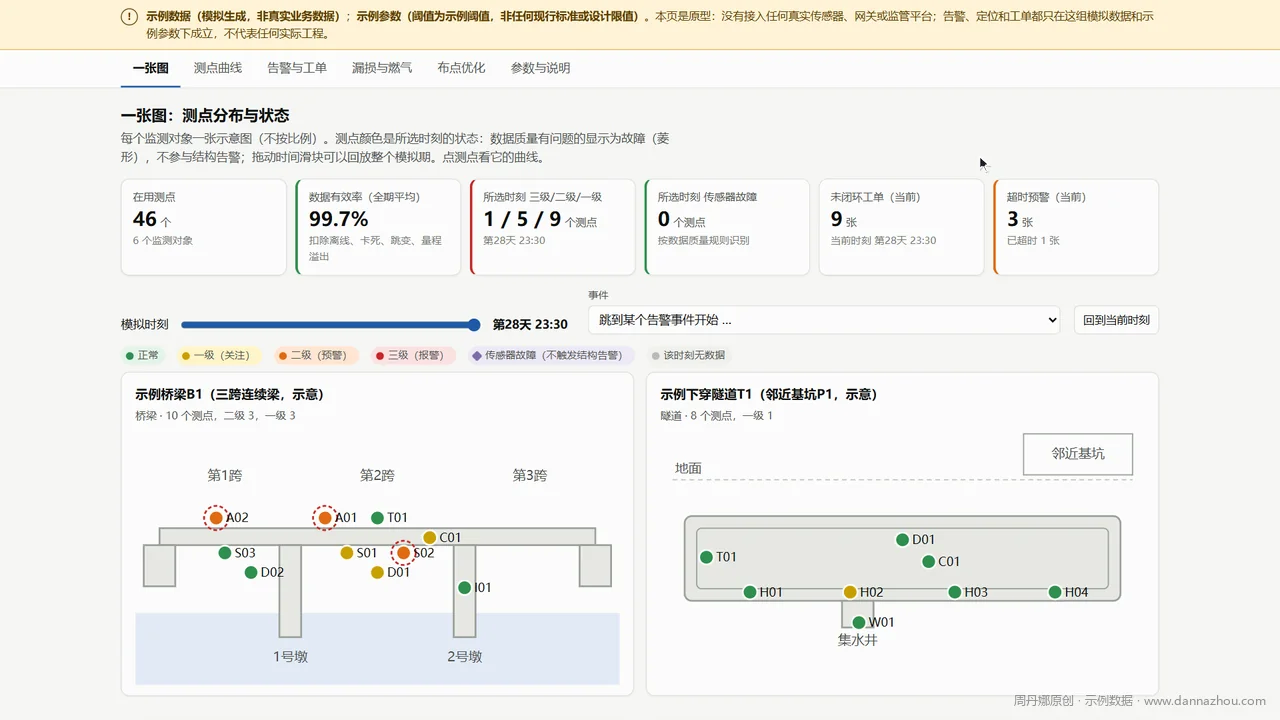 示例数据（模拟生成，非真实业务数据）；示例参数（阈值为示例阈值，非任何现行标准或设计限值）。本页是原型：没有接入任何真实传感器、网关或监管平台；告警、定位和工单都只在这组模拟数据和示
例参数下成立，不代表任何实际工程。
一张图 测点曲线 告警与工单 漏损与燃气 布点优化 参数与说明
一张图：测点分布与状态
每个监测对象一张示意图（不按比例）。测点颜色是所选时刻的状态：数据质量有问题的显示为故障（菱
形），不参与结构告警；拖动时间滑块可以回放整个模拟期。点测点看它的曲线。
在用测点
46 个
6 个监测对象
数据有效率（全期平均）
99.7%
扣除离线、卡死、跳变、量程
溢出
所选时刻 三级/二级/一级
1 / 5 / 9 个测点
第28天 23:30
所选时刻 传感器故障
0 个测点
按数据质量规则识别
未闭环工单（当前）
9 张
当前时刻 第28天 23:30
超时预警（当前）
3 张
已超时 1 张
事件
模拟时刻 第28天 23:30 跳到某个告警事件开始 ... 回到当前时刻
正常 一级（关注） 二级（预警） 三级（报警） 传感器故障（不触发结构告警） 该时刻无数据
示例桥梁B1（三跨连续梁，示意）
桥梁 · 10 个测点，二级 3，一级 3
第1跨 第2跨 第3跨
A02 A01 T01
C01
S03 S01 S02
D02 D01
I01
1号墩 2号墩
示例下穿隧道T1（邻近基坑P1，示意）
隧道 · 8 个测点，一级 1
邻近基坑
地面
D01
T01 C01
H01 H02 H03 H04
W01
集水井
周丹娜原创 · 示例数据 · www.dannazhou.com